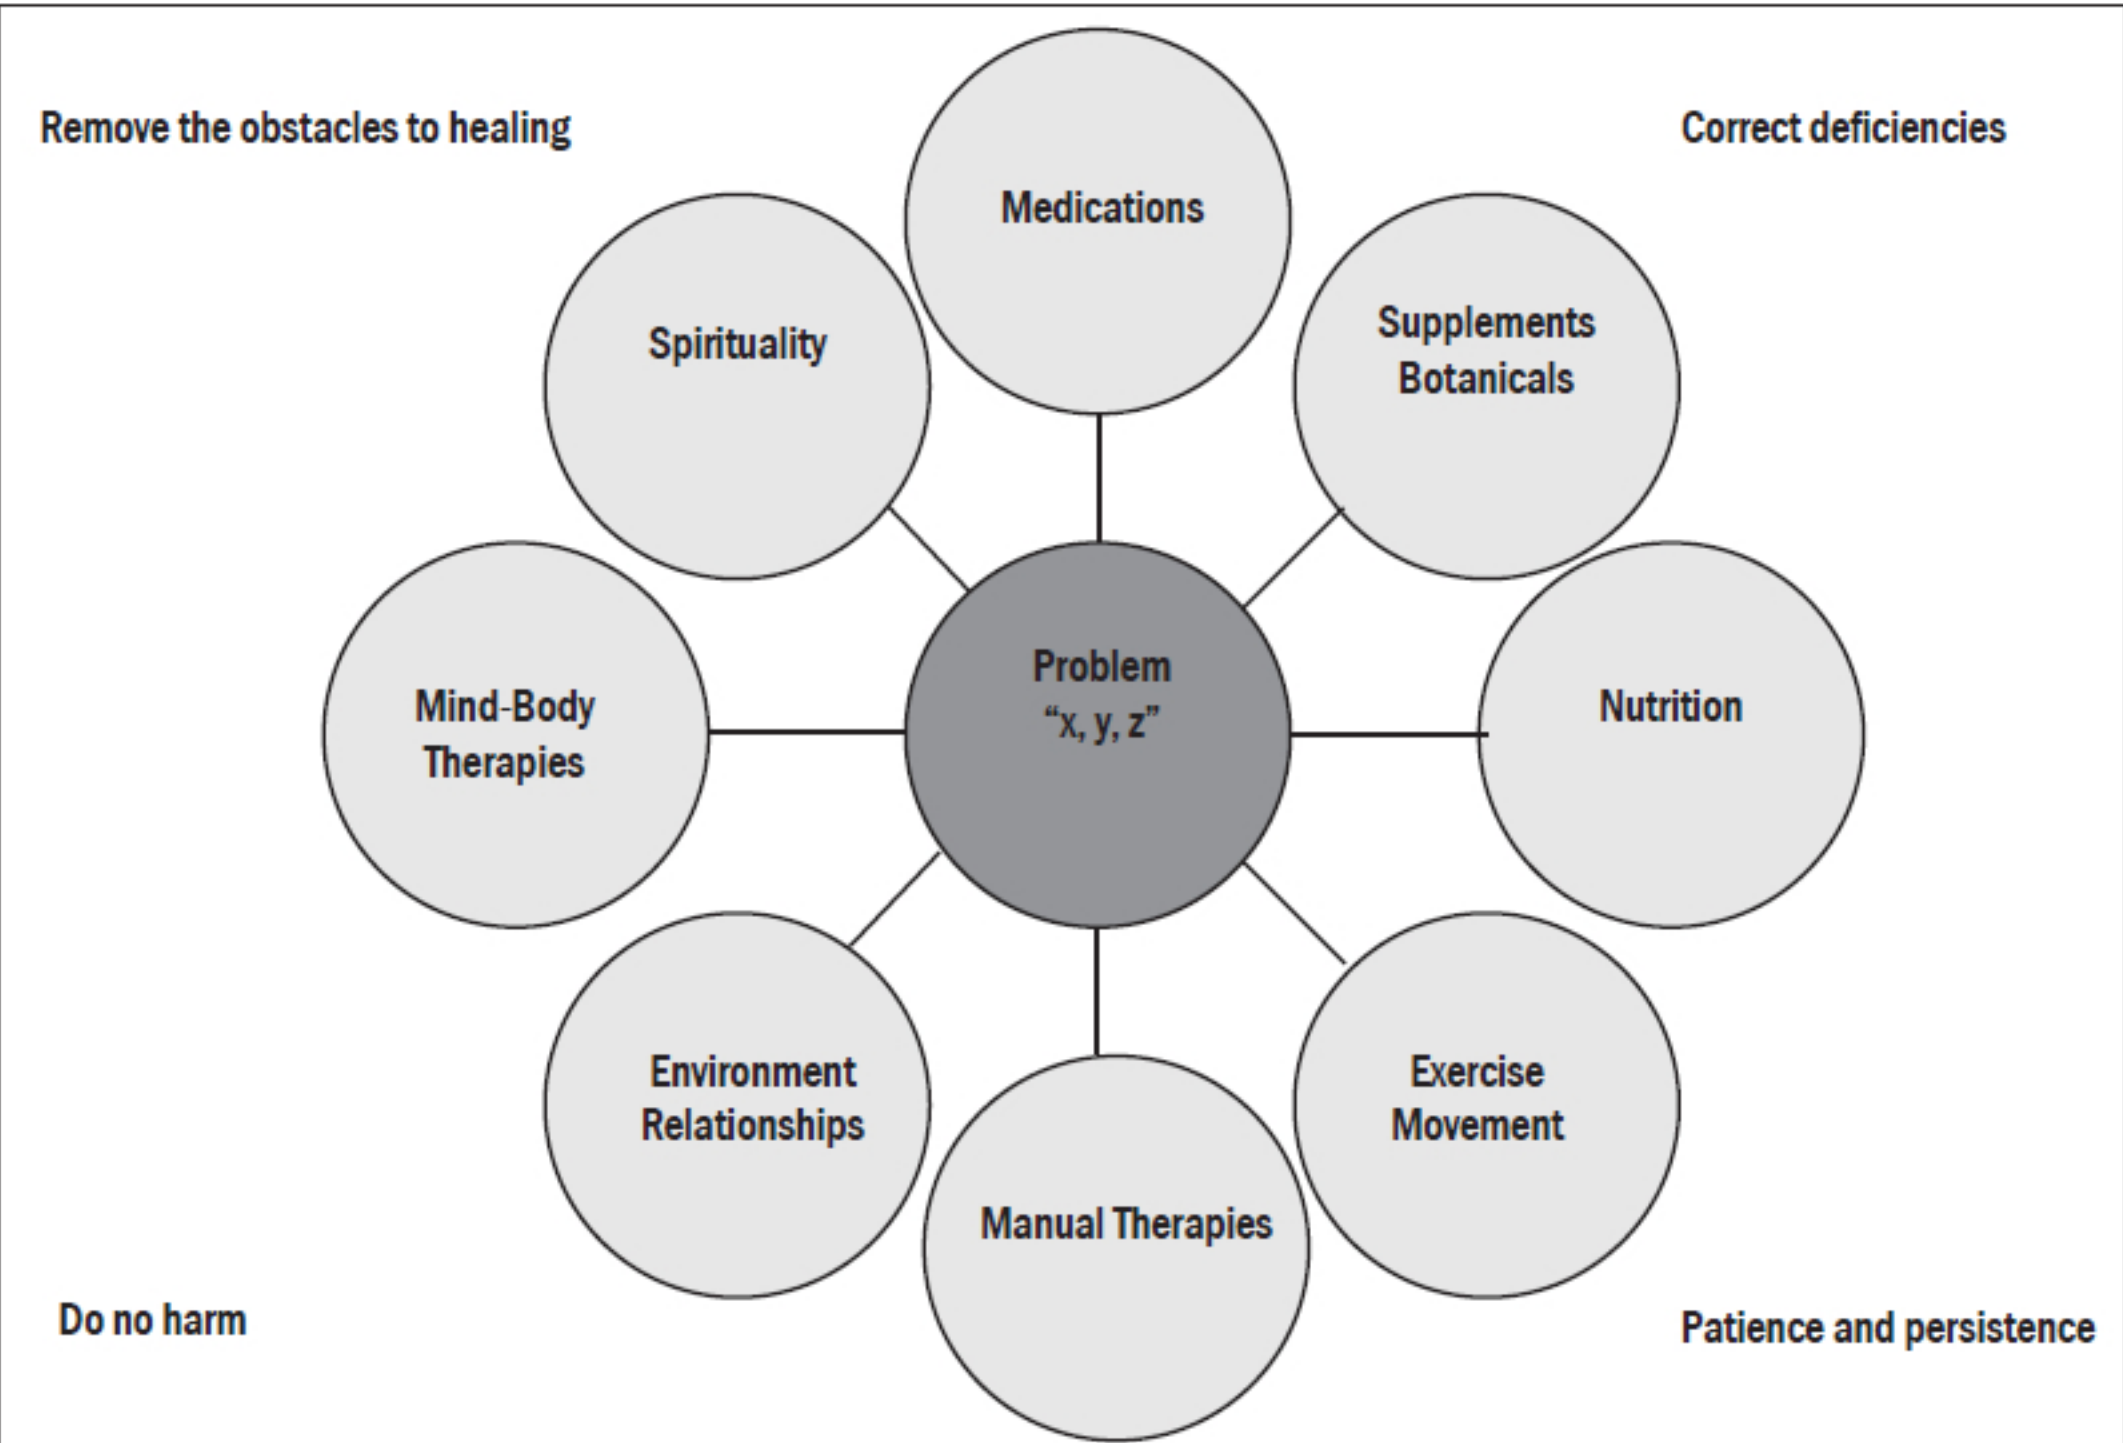 Remove the obstacles to healing
Correct deficiencies
Medications
Spirituality
Supplements
Botanicals
Mind-Body
Therapies
Problem
“x, y, z”
Nutrition
Environment
Relationships
Exercise
Movement
Manual Therapies
Do no harm
Patience and persistence